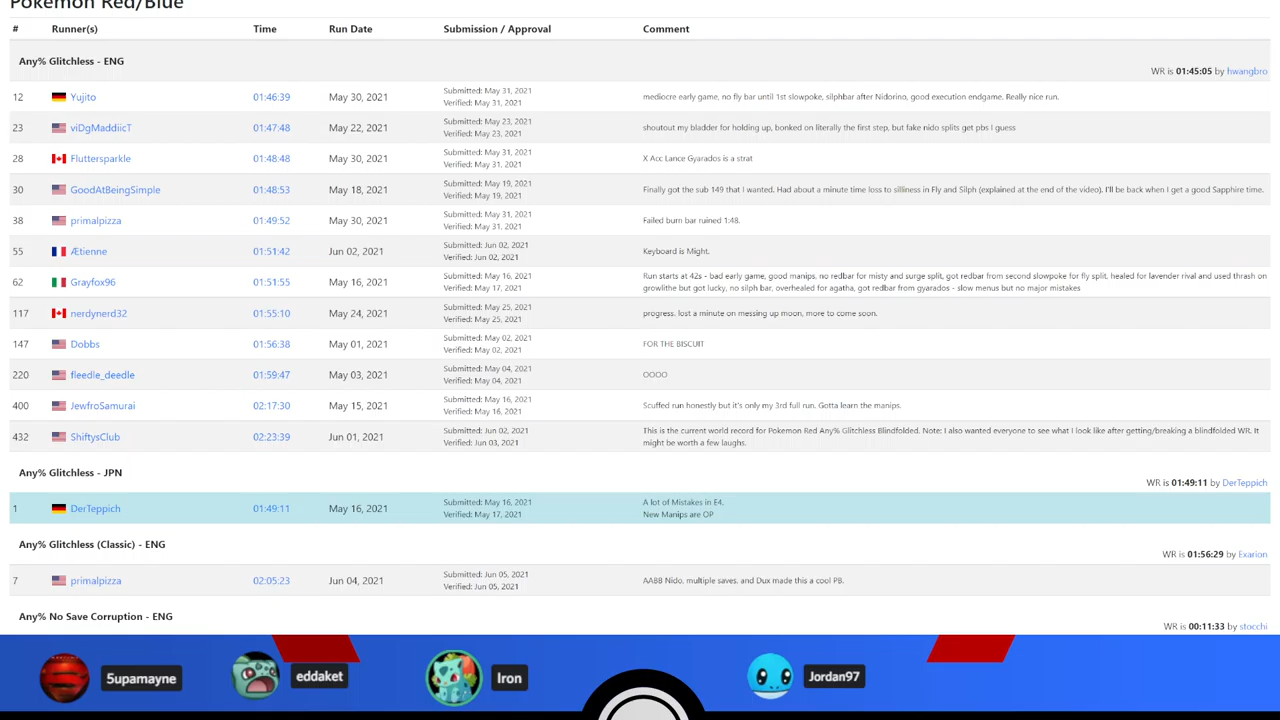 Pokémon Red/Blue
# Runner(s) Time Run Date Submission / Approval Comment
Any% Glitchless - ENG
WR is 01:45:05 by hwangbro
12 Yujito 01:46:39 May 30, 2021 Submitted: May 31, 2021 Verified: May 31, 2021 mediocre early game, no fly bar until 1st slowpoke, silphbar after Nidorino, good execution endgame. Really nice run.
23 viDgMaddiicT 01:47:48 May 22, 2021 Submitted: May 23, 2021 Verified: May 23, 2021 shoutout my bladder for holding up, bonked on literally the first step, but fake nido splits get pbs I guess
28 Fluttersparkle 01:48:48 May 30, 2021 Submitted: May 31, 2021 Verified: May 31, 2021 X Acc Lance Gyarados is a strat
30 GoodAtBeingSimple 01:48:53 May 18, 2021 Submitted: May 19, 2021 Verified: May 19, 2021 Finally got the sub 149 that I wanted. Had about a minute time loss to silliness in Fly and Silph (explained at the end of the video). I'll be back when I get a good Sapphire time.
38 primalpizza 01:49:52 May 30, 2021 Submitted: May 31, 2021 Verified: May 31, 2021 Failed burn bar ruined 1:48.
55 Ætienne 01:51:42 Jun 02, 2021 Submitted: Jun 02, 2021 Verified: Jun 02, 2021 Keyboard is Might.
62 Grayfox96 01:51:55 May 16, 2021 Submitted: May 16, 2021 Verified: May 17, 2021 Run starts at 42s - bad early game, good manips, no redbar for misty and surge split, got redbar from second slowpoke for fly split, healed for lavender rival and used thrash on
growlithe but got lucky, no silph bar, overhealed for agatha, got redbar from gyarados - slow menus but no major mistakes
117 nerdynerd32 01:55:10 May 24, 2021 Submitted: May 25, 2021 Verified: May 25, 2021 progress, lost a minute on messing up moon, more to come soon.
147 Dobbs 01:56:38 May 01, 2021 Submitted: May 02, 2021 Verified: May 02, 2021 FOR THE BISCUIT
220 fleedle_deedle 01:59:47 May 03, 2021 Submitted: May 04, 2021 Verified: May 04, 2021 OOOO
400 JewfroSamurai 02:17:30 May 15, 2021 Submitted: May 16, 2021 Verified: May 16, 2021 Scuffed run honestly but it's only my 3rd full run. Gotta learn the manips.
432 ShiftysClub 02:23:39 Jun 01, 2021 Submitted: Jun 02, 2021 Verified: Jun 03, 2021 This is the current world record for Pokemon Red Any% Glitchless Blindfolded. Note: I also wanted everyone to see what I look like after getting/breaking a blindfolded WR. It
might be worth a few laughs.
Any% Glitchless - JPN
WR is 01:49:11 by DerTeppich
1 DerTeppich 01:49:11 May 16, 2021 Submitted: May 16, 2021 Verified: May 17, 2021 A lot of Mistakes in E4.
New Manips are OP
Any% Glitchless (Classic) - ENG
WR is 01:56:29 by Exarion
7 primalpizza 02:05:23 Jun 04, 2021 Submitted: Jun 05, 2021 Verified: Jun 05, 2021 AABB Nido, multiple saves, and Dux made this a cool PB.
Any% No Save Corruption - ENG
WR is 00:11:33 by stocchi
5upamayne eddaket Iron Jordan97